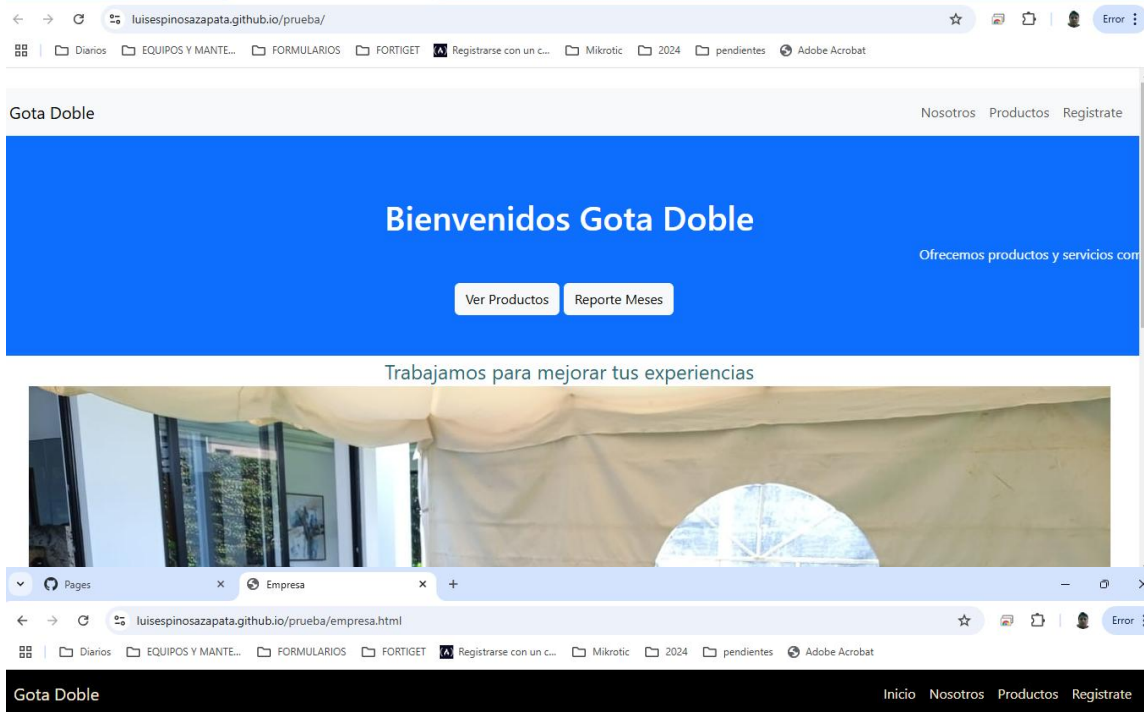 luisespinosazapata.github.io/prueba/
Error
Diarios EQUIPOS Y MANTE... FORMULARIOS FORTIGET Registrarse con un c... Mikrotic 2024 pendientes Adobe Acrobat
Gota Doble Nosotros Productos Registrate
Bienvenidos Gota Doble
Ofrecemos productos y servicios com
Ver Productos Reporte Meses
Trabajamos para mejorar tus experiencias
Pages Empresa
luisespinosazapata.github.io/prueba/empresa.html Error
Diarios EQUIPOS Y MANTE... FORMULARIOS FORTIGET Registrarse con un c... Mikrotic 2024 pendientes Adobe Acrobat
Gota Doble Inicio Nosotros Productos Registrate